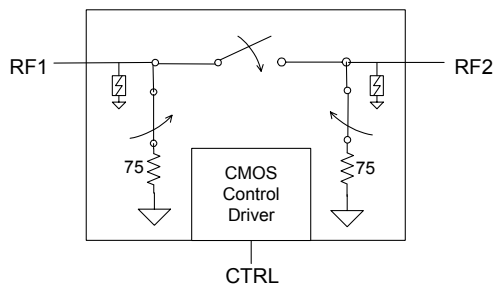 RF1
RF2
75
75
CMOS
Control
Driver
CTRL